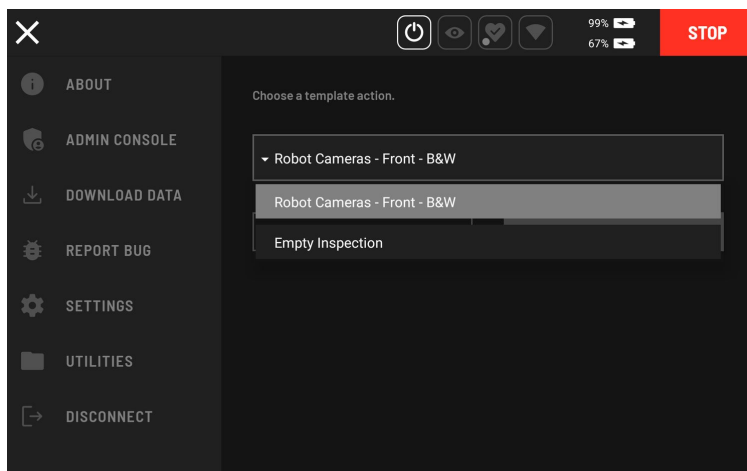 99%
67%
STOP
ABOUT
ADMIN CONSOLE
DOWNLOAD DATA
REPORT BUG
SETTINGS
UTILITIES
DISCONNECT
Choose a template action.
Robot Cameras - Front - B&W
Robot Cameras - Front - B&W
Empty Inspection